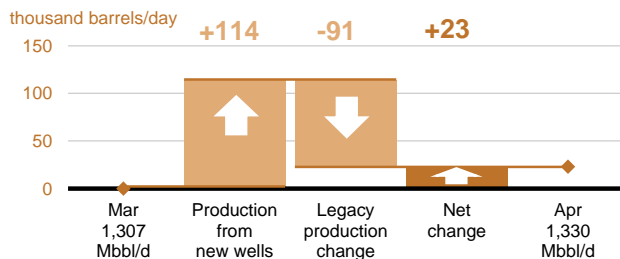 thousand barrels/day
+114 -91 +23
150
100
50
0
Mar
1,307
Mbbl/d
Production
from
new wells
Legacy
production
change
Net
change
Apr
1,330
Mbbl/d